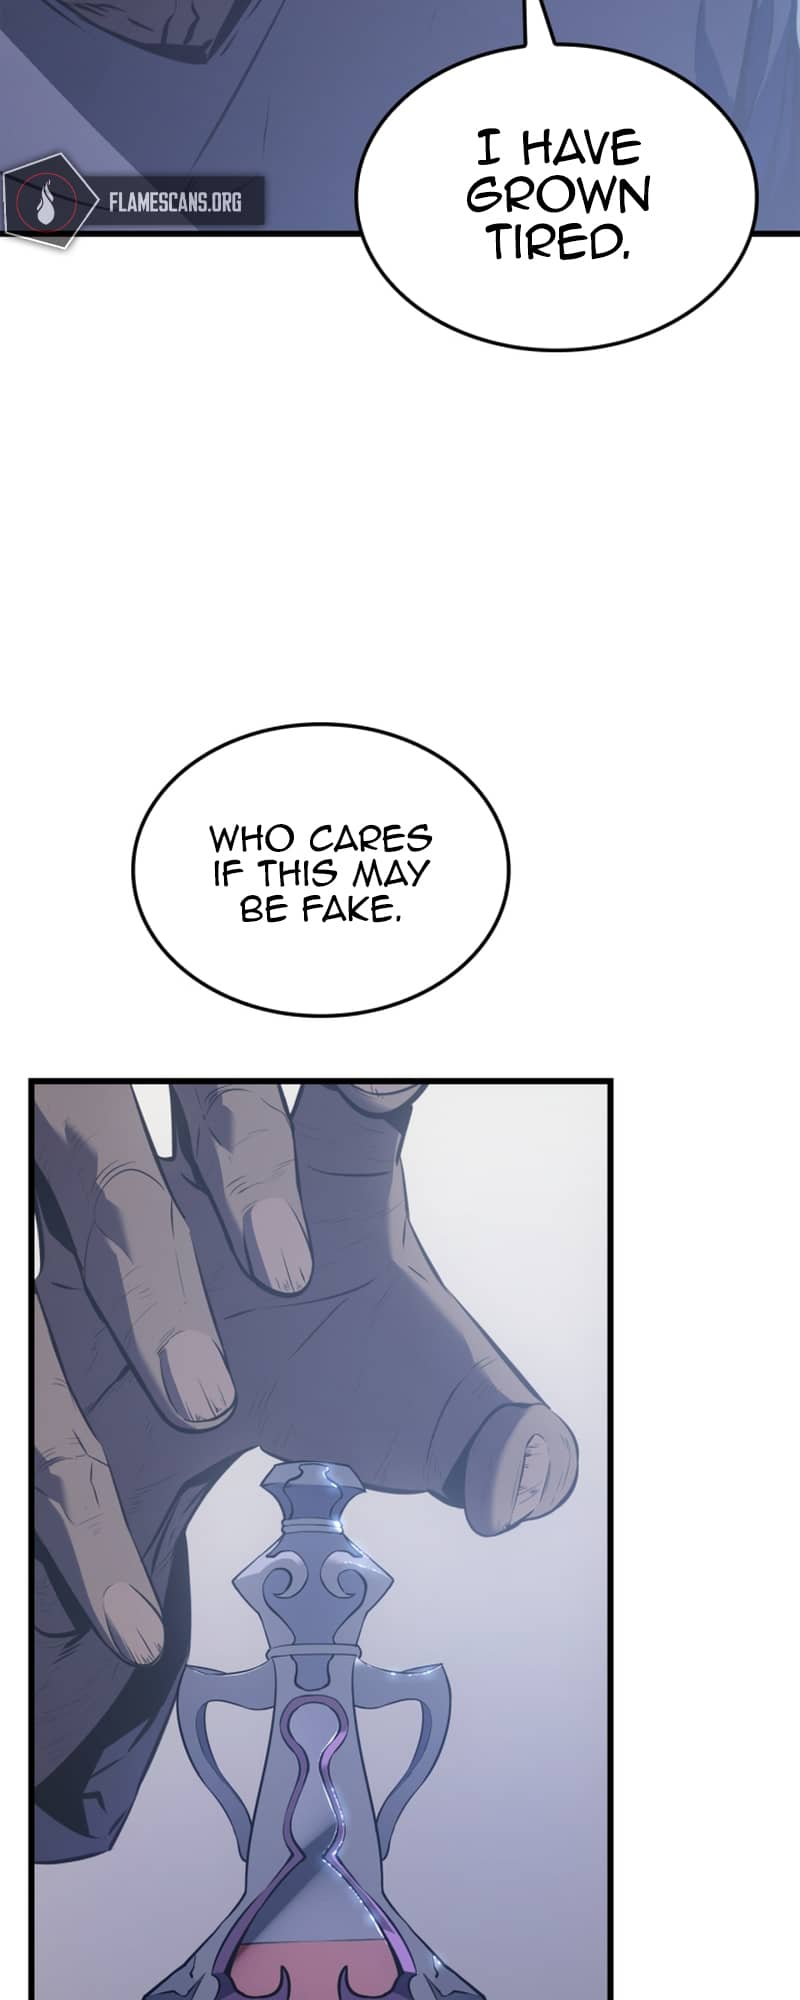 I HAVE
GROWN
TIRED.
FLAMESCANS.ORG
WHO CARES
IF THIS MAY
BE FAKE.